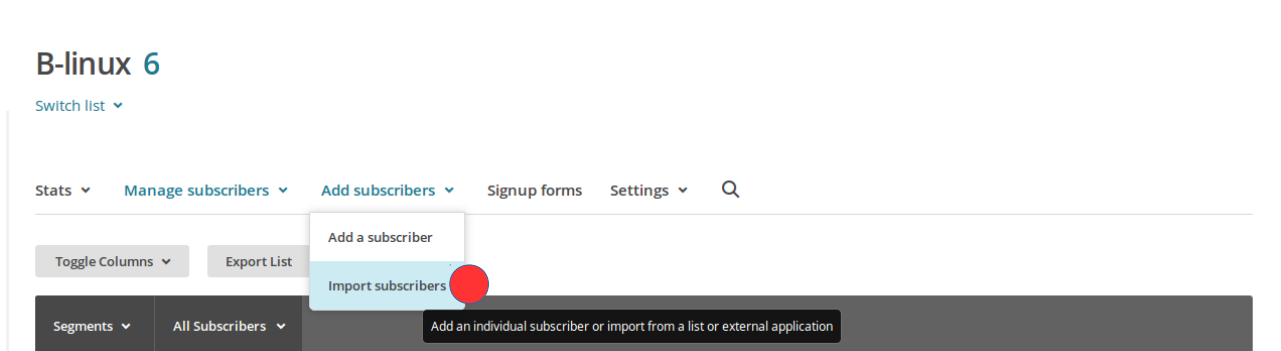 B-linux 6
Switch list
Stats Manage subscribers Add subscribers Signup forms Settings
Add a subscriber
Toggle Columns Export List
Import subscribers
Segments All Subscribers
Add an individual subscriber or import from a list or external application